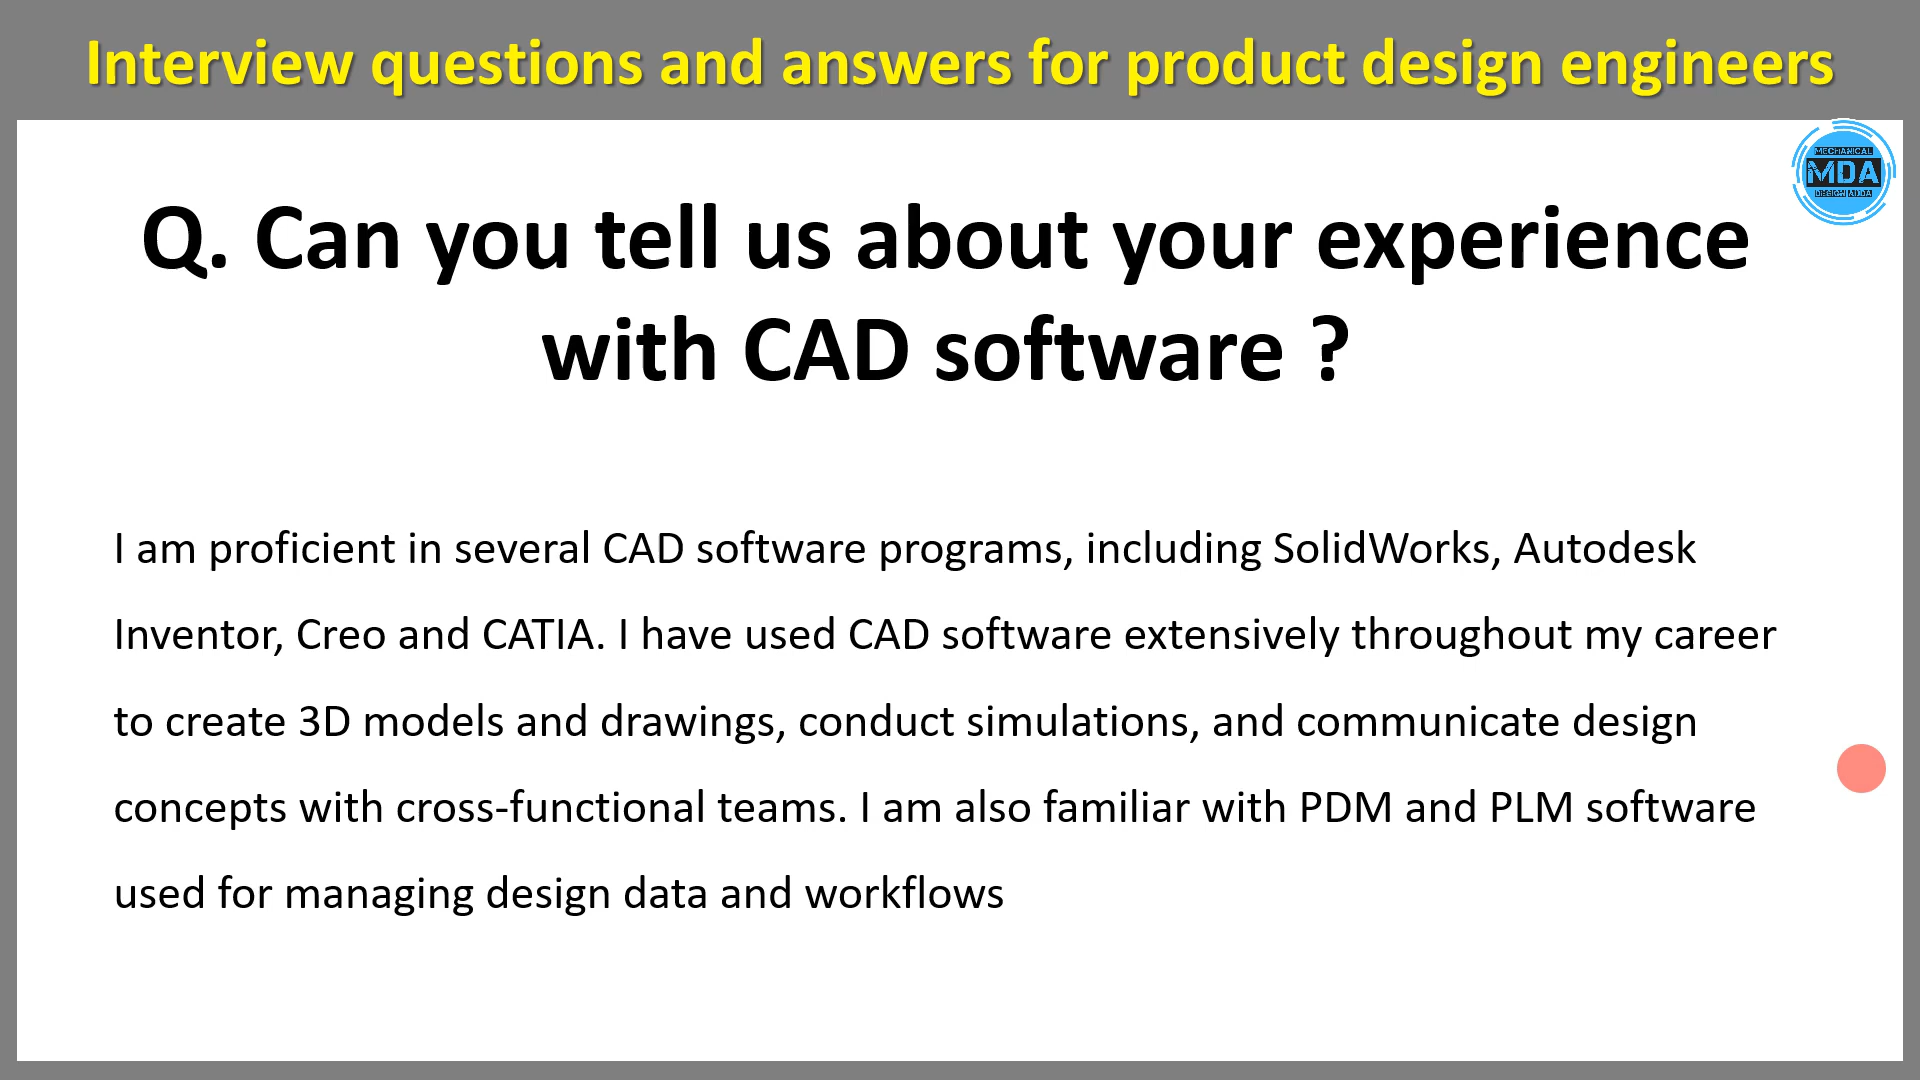 Interview questions and answers for product design engineers
MECHANICAL
MDA
DESIGN ADDA
Q. Can you tell us about your experience
with CAD software ?
I am proficient in several CAD software programs, including SolidWorks, Autodesk
Inventor, Creo and CATIA. I have used CAD software extensively throughout my career
to create 3D models and drawings, conduct simulations, and communicate design
concepts with cross-functional teams. I am also familiar with PDM and PLM software
used for managing design data and workflows